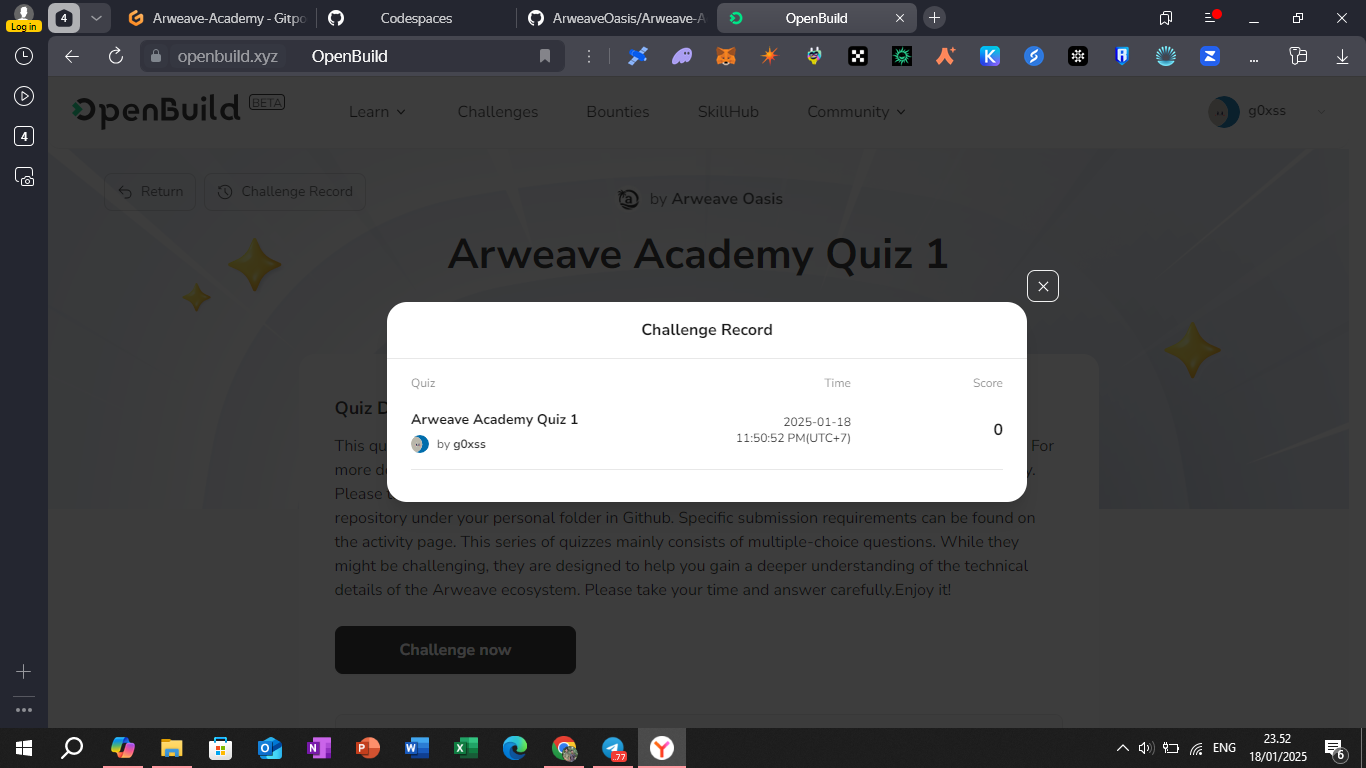 Log in
4
Arweave-Academy - Gitpo
Codespaces
ArweaveOasis/Arweave-A
OpenBuild
openbuild.xyz
OpenBuild
4
OpenBuild BETA
Learn
Challenges
Bounties
SkillHub
Community
g0xss
Return
Challenge Record
by Arweave Oasis
Arweave Academy Quiz 1
Challenge Record
Quiz
Time
Score
Arweave Academy Quiz 1
by g0xss
2025-01-18
11:50:52 PM(UTC+7)
0
Quiz D
This qu
For
more d
y.
Please
repository under your personal folder in Github. Specific submission requirements can be found on
the activity page. This series of quizzes mainly consists of multiple-choice questions. While they
might be challenging, they are designed to help you gain a deeper understanding of the technical
details of the Arweave ecosystem. Please take your time and answer carefully.Enjoy it!
Challenge now
77
ENG
23.52
18/01/2025
6